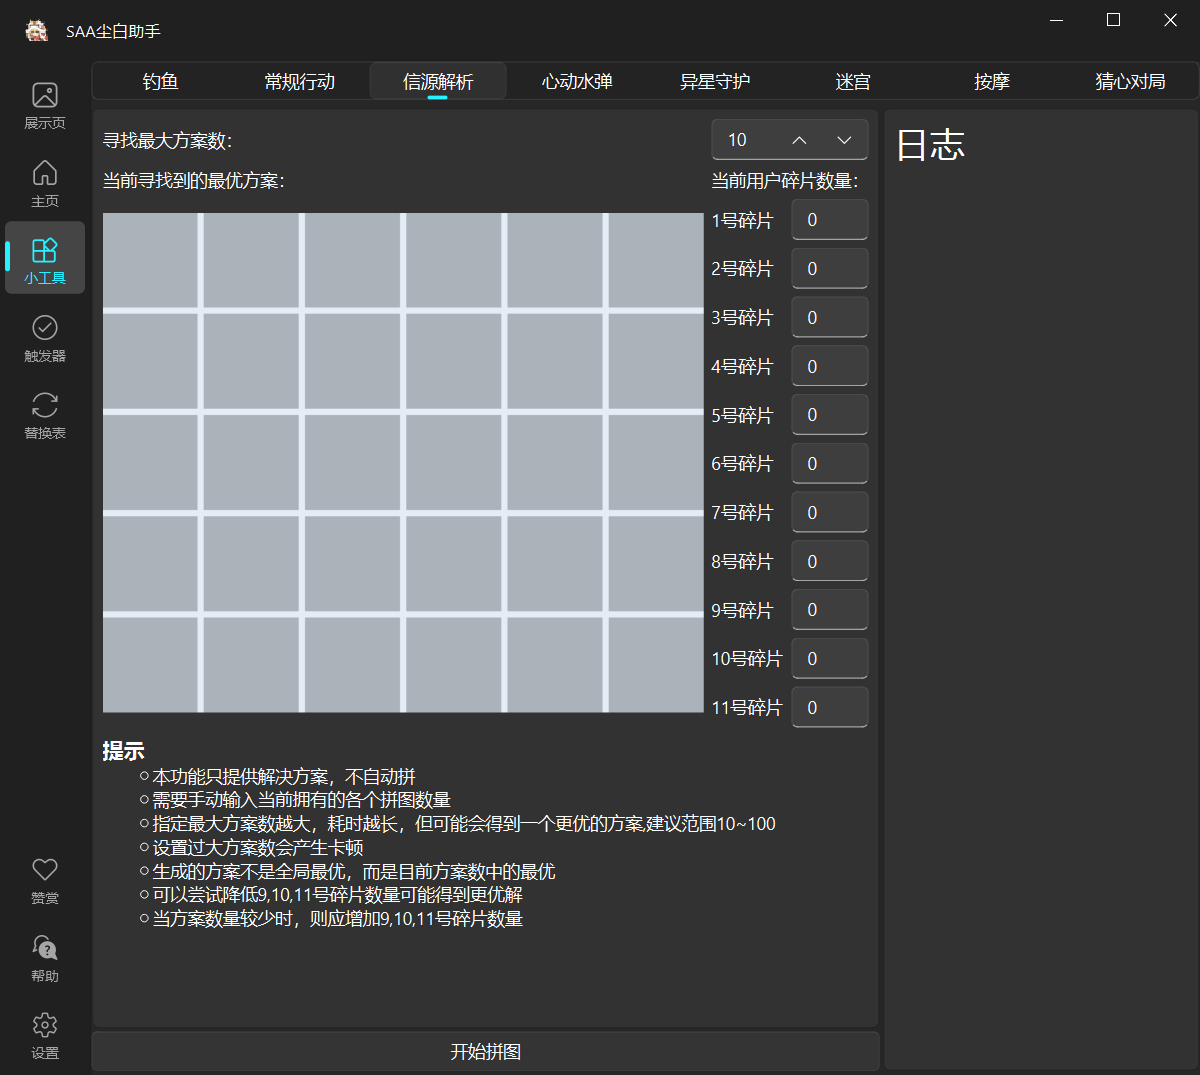 SAA尘白助手
展示页
主页
小工具
触发器
替换表
赞赏
帮助
设置
钓鱼
常规行动
信源解析
心动水弹
异星守护
迷宫
按摩
猜心对局
寻找最大方案数：
10
当前寻找到的最优方案：
当前用户碎片数量：
1号碎片 0
2号碎片 0
3号碎片 0
4号碎片 0
5号碎片 0
6号碎片 0
7号碎片 0
8号碎片 0
9号碎片 0
10号碎片 0
11号碎片 0
提示
本功能只提供解决方案，不自动拼
需要手动输入当前拥有的各个拼图数量
指定最大方案数越大，耗时越长，但可能会得到一个更优的方案,建议范围10~100
设置过大方案数会产生卡顿
生成的方案不是全局最优，而是目前方案数中的最优
可以尝试降低9,10,11号碎片数量可能得到更优解
当方案数量较少时，则应增加9,10,11号碎片数量
开始拼图
日志